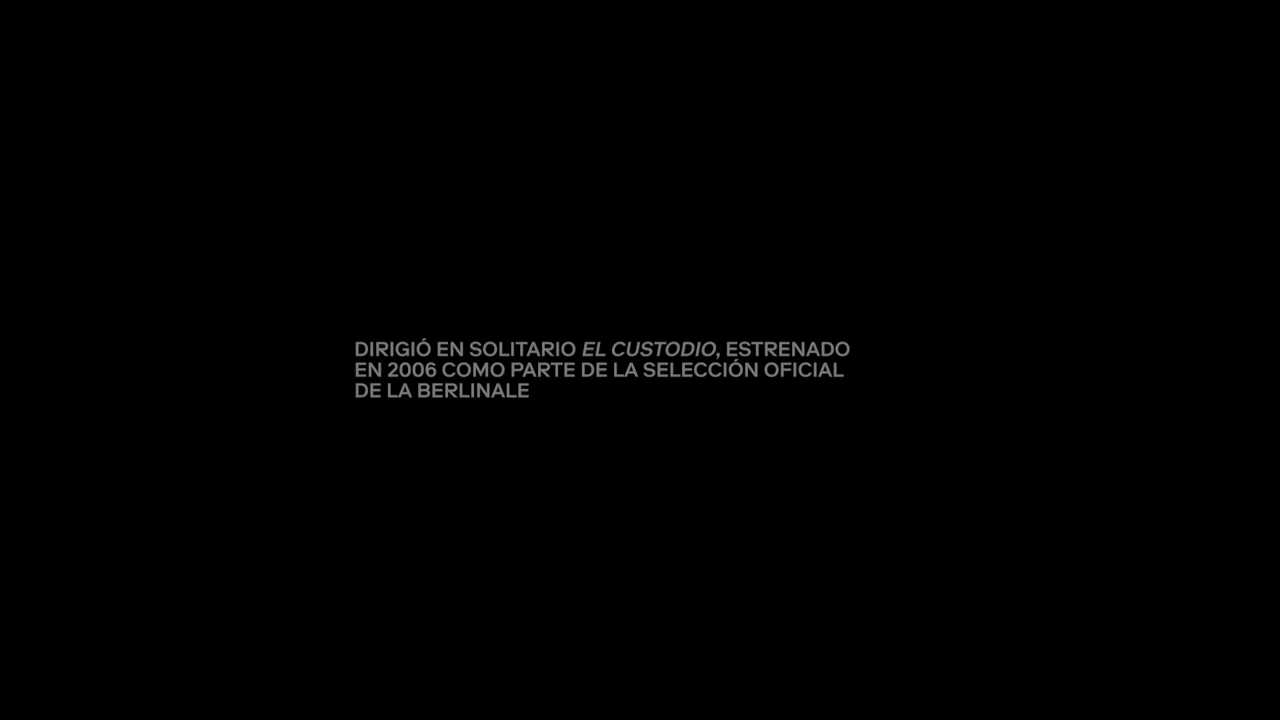 DIRIGIÓ EN SOLITARIO EL CUSTODIO, ESTRENADO
EN 2006 COMO PARTE DE LA SELECCIÓN OFICIAL
DE LA BERLINALE